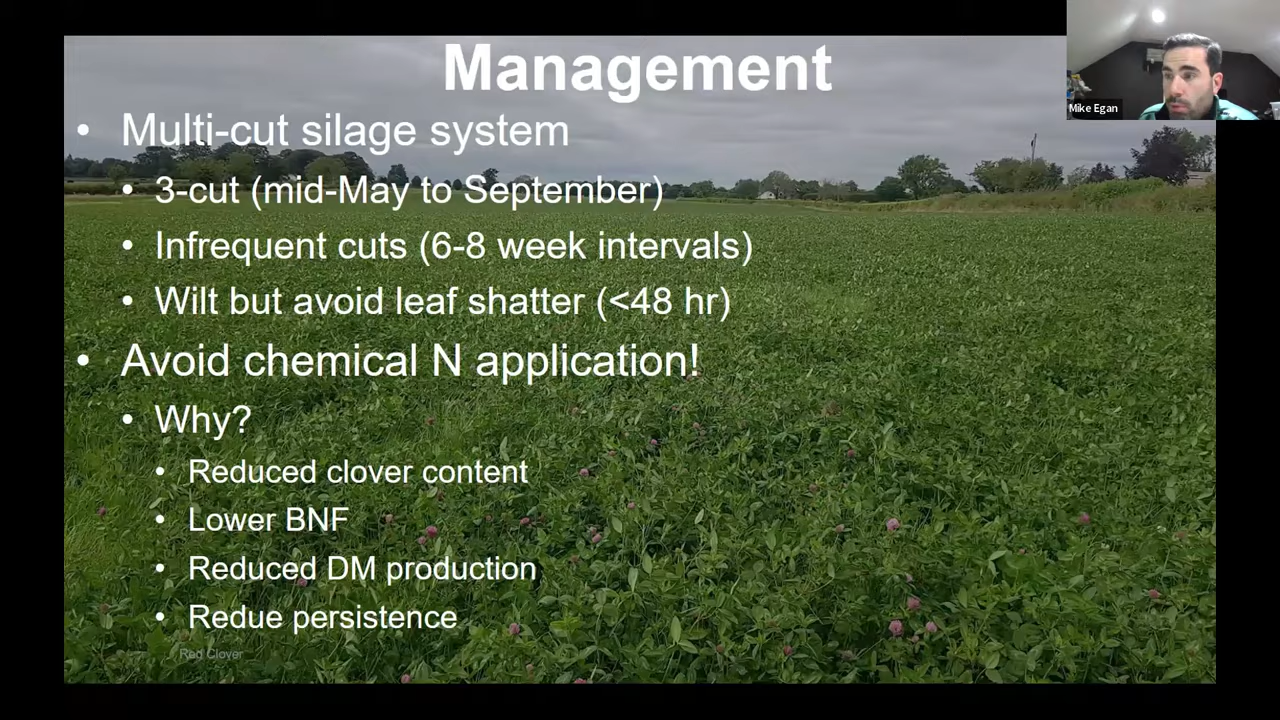 Management
Mike Egan
• Multi-cut silage system
• 3-cut (mid-May to September)
• Infrequent cuts (6-8 week intervals)
• Wilt but avoid leaf shatter (<48 hr)
• Avoid chemical N application!
• Why?
• Reduced clover content
• Lower BNF
• Reduced DM production
• Redue persistence
Red Clover